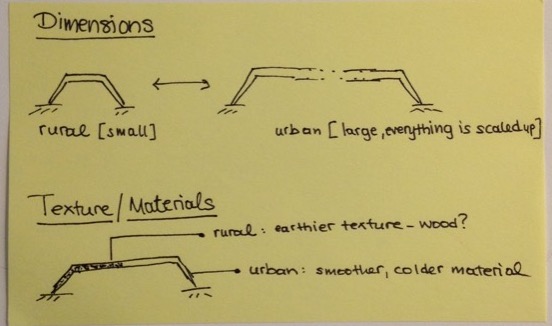 Dimensions
rural [small]
urban [large, everything is scaled up]
Texture/Materials
rural: earthier texture - wood?
urban: smoother, colder material